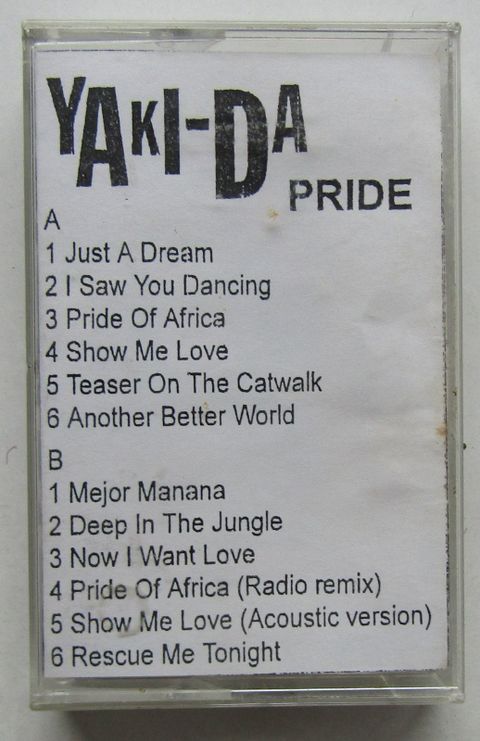 YAKI-DA
PRIDE
A
1 Just A Dream
2 I Saw You Dancing
3 Pride Of Africa
4 Show Me Love
5 Teaser On The Catwalk
6 Another Better World
B
1 Mejor Manana
2 Deep In The Jungle
3 Now I Want Love
4 Pride Of Africa (Radio remix)
5 Show Me Love (Acoustic version)
6 Rescue Me Tonight